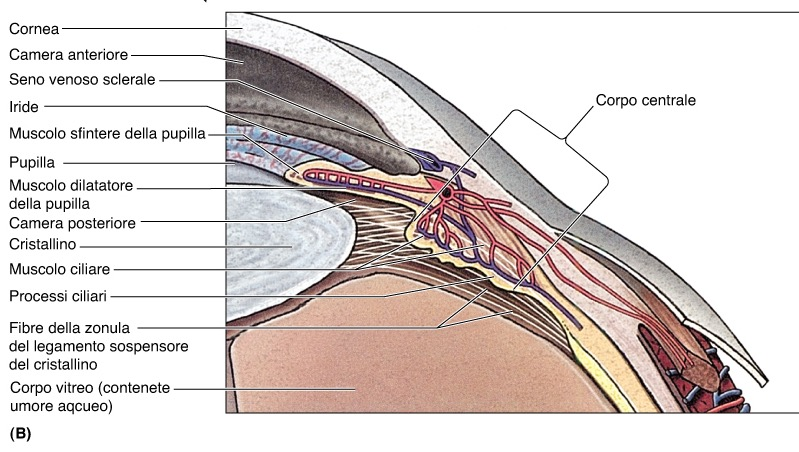 Cornea
Camera anteriore
Seno venoso sclerale
Iride
Muscolo sfintere della pupilla
Pupilla
Muscolo dilatatore
della pupilla
Camera posteriore
Cristallino
Muscolo ciliare
Processi ciliari
Fibre della zonula
del legamento sospensore
del cristallino
Corpo vitreo (contenete
umore aqcueo)
(B)
Corpo centrale